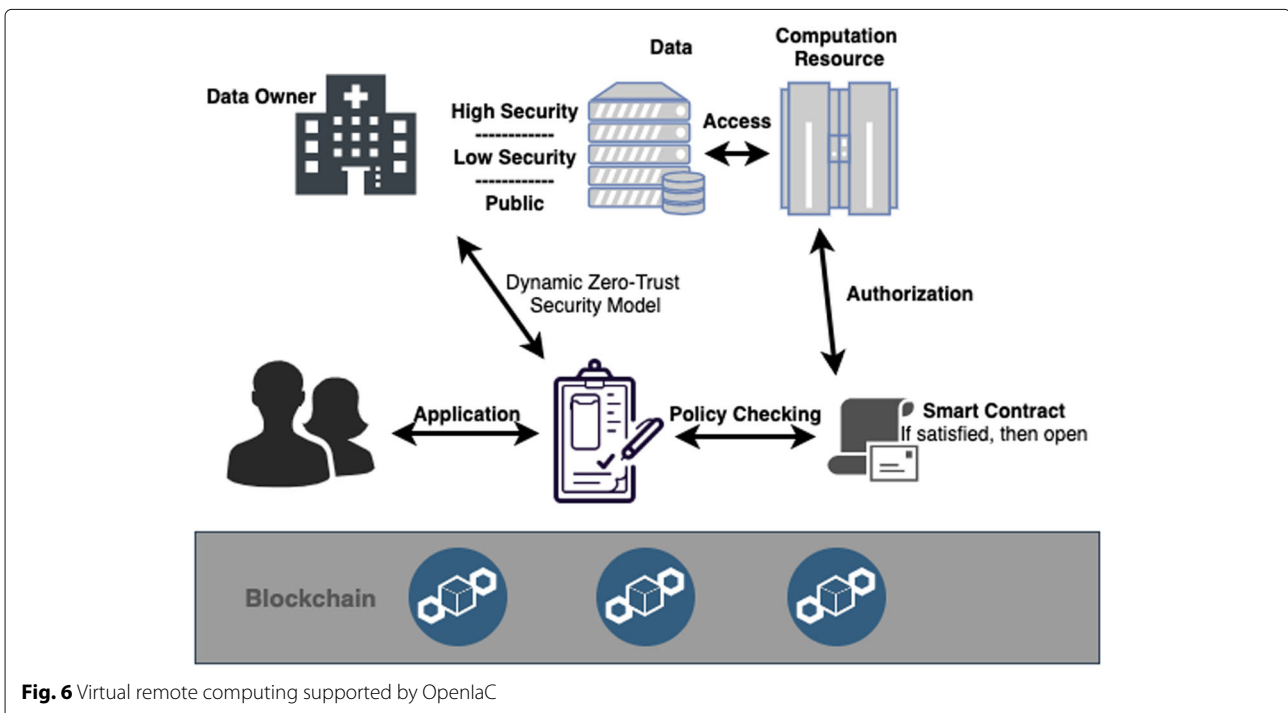 Data
Computation
Resource
Data Owner
High Security
------------
Low Security
------------
Public
Access
Dynamic Zero-Trust
Security Model
Authorization
Application
Policy Checking
Smart Contract
If satisfied, then open
Blockchain
Fig. 6 Virtual remote computing supported by OpenIaC